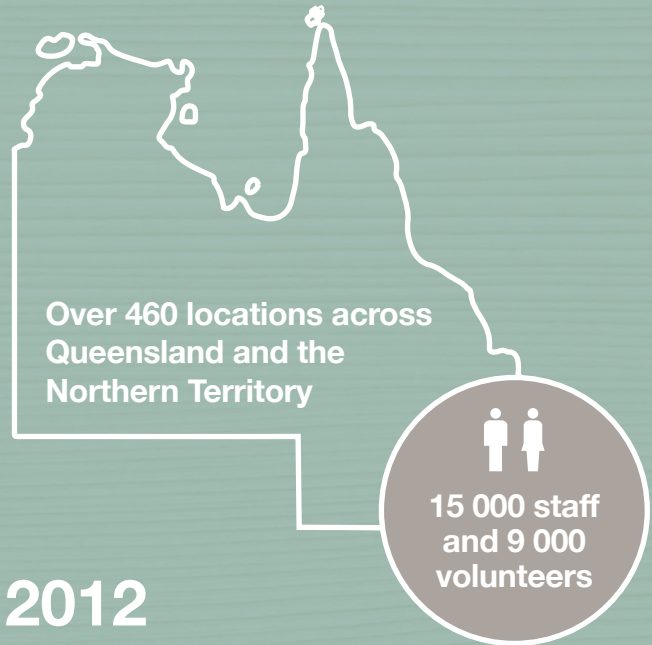 Over 460 locations across
Queensland and the
Northern Territory
15 000 staff
and 9 000
volunteers
2012